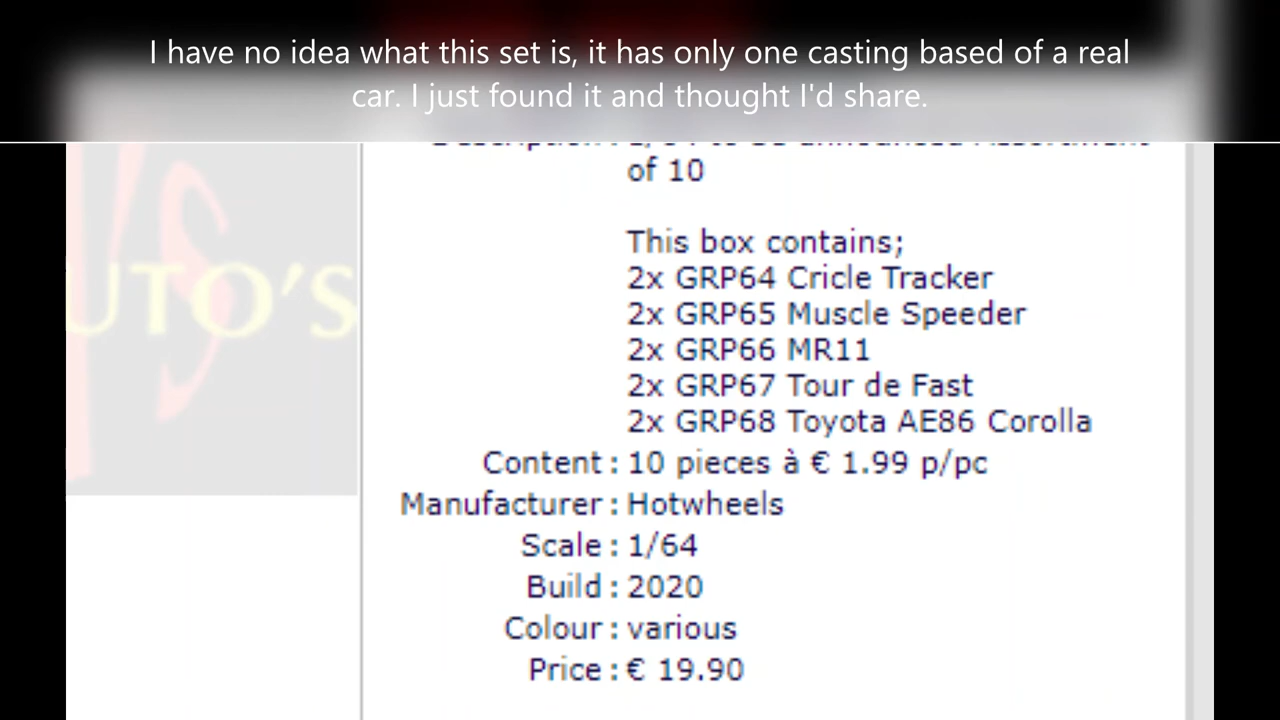 I have no idea what this set is, it has only one casting based of a real
car. I just found it and thought I'd share.
of 10
This box contains;
2x GRP64 Cricle Tracker
2x GRP65 Muscle Speeder
2x GRP66 MR11
2x GRP67 Tour de Fast
2x GRP68 Toyota AE86 Corolla
Content : 10 pieces à € 1.99 p/pc
Manufacturer : Hotwheels
Scale : 1/64
Build : 2020
Colour : various
Price : € 19.90
UTO'S